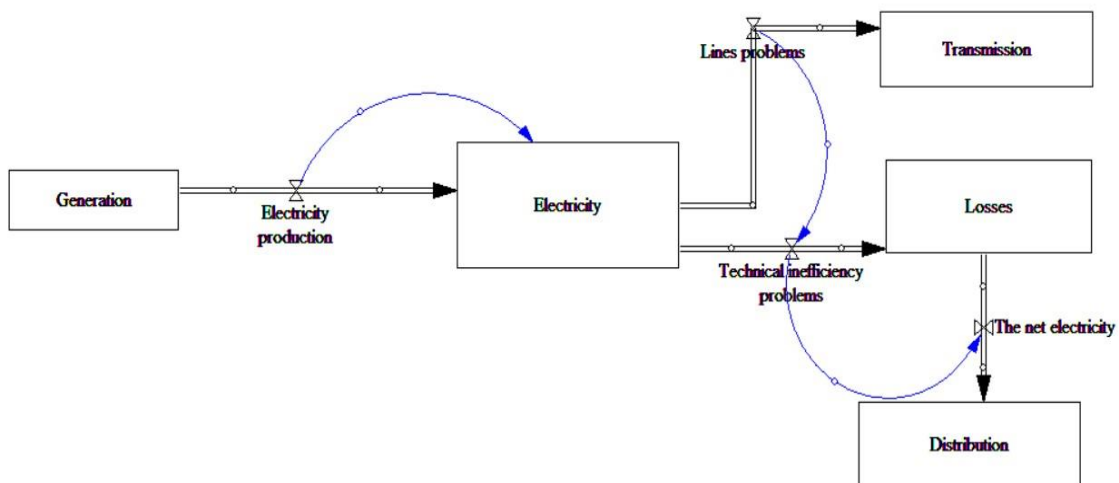 Lines problems
Transmission
Generation
Electricity
production
Electricity
Losses
Technical inefficiency
problems
The net electricity
Distribution